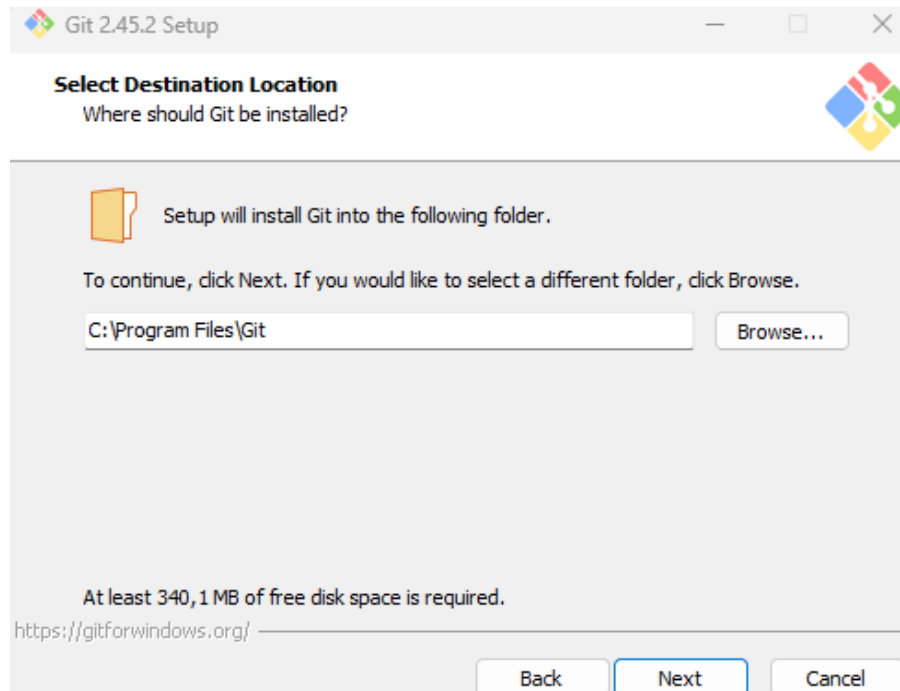 Git 2.45.2 Setup
Select Destination Location
Where should Git be installed?
Setup will install Git into the following folder.
To continue, click Next. If you would like to select a different folder, click Browse.
C:\Program Files\Git
Browse...
At least 340,1 MB of free disk space is required.
https://gitforwindows.org/
Back Next Cancel